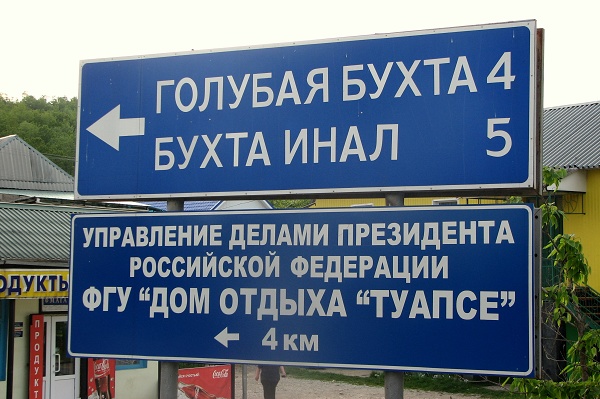 ГОЛУБАЯ БУХТА 4
БУХТА ИНАЛ 5
УПРАВЛЕНИЕ ДЕЛАМИ ПРЕЗИДЕНТА
РОССИЙСКОЙ ФЕДЕРАЦИИ
ФГУ “ДОМ ОТДЫХА “ТУАПСЕ”
4 км
ПРОДУКТ
Coca-Cola